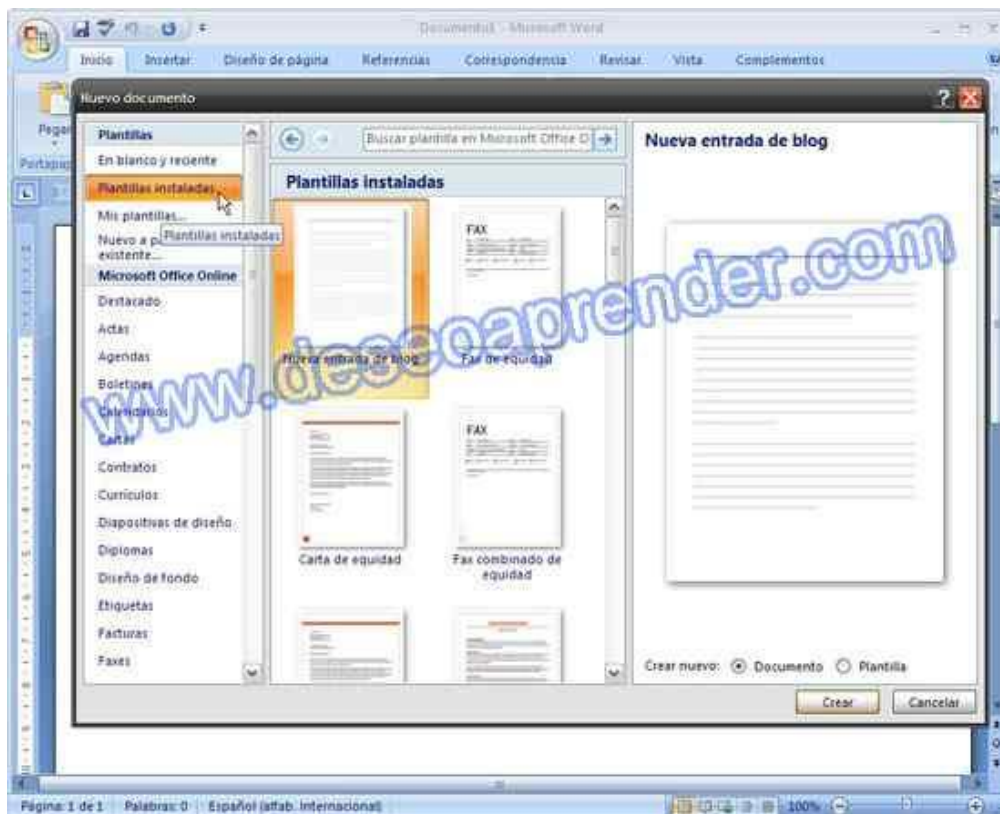 Documento1 - Microsoft Word
Inicio Insertar Diseño de página Referencias Correspondencia Revisar Vista Complementos
Nuevo documento
Pegar
Plantillas
En blanco y reciente
Plantillas instaladas
Mis plantillas...
Nuevo a
existente...
Plantillas instaladas
Microsoft Office Online
Destacado
Actas
Agendas
Boletines
Calendarios
Cartas
Contratos
Currículos
Diapositivas de diseño
Diplomas
Diseño de fondo
Etiquetas
Facturas
Faxes
Buscar plantilla en Microsoft Office O
Plantillas instaladas
Nueva entrada de blog
FAX
Fax de equidad
Carta de equidad
FAX
Fax combinado de
equidad
Nueva entrada de blog
www.deseoaprender.com
Crear nuevo: Documento Plantilla
Crear Cancelar
Página: 1 de 1 Palabras: 0 Español (alfab. internacional) 100%